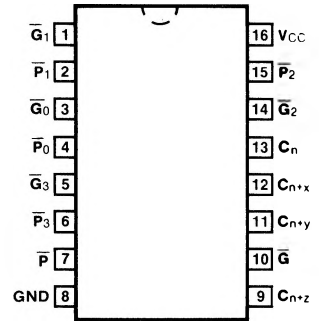 G̅1 1 16 VCC
P̅1 2 15 P̅2
G̅0 3 14 G̅2
P̅0 4 13 Cn
G̅3 5 12 Cn+x
P̅3 6 11 Cn+y
P̅ 7 10 G̅
GND 8 9 Cn+z